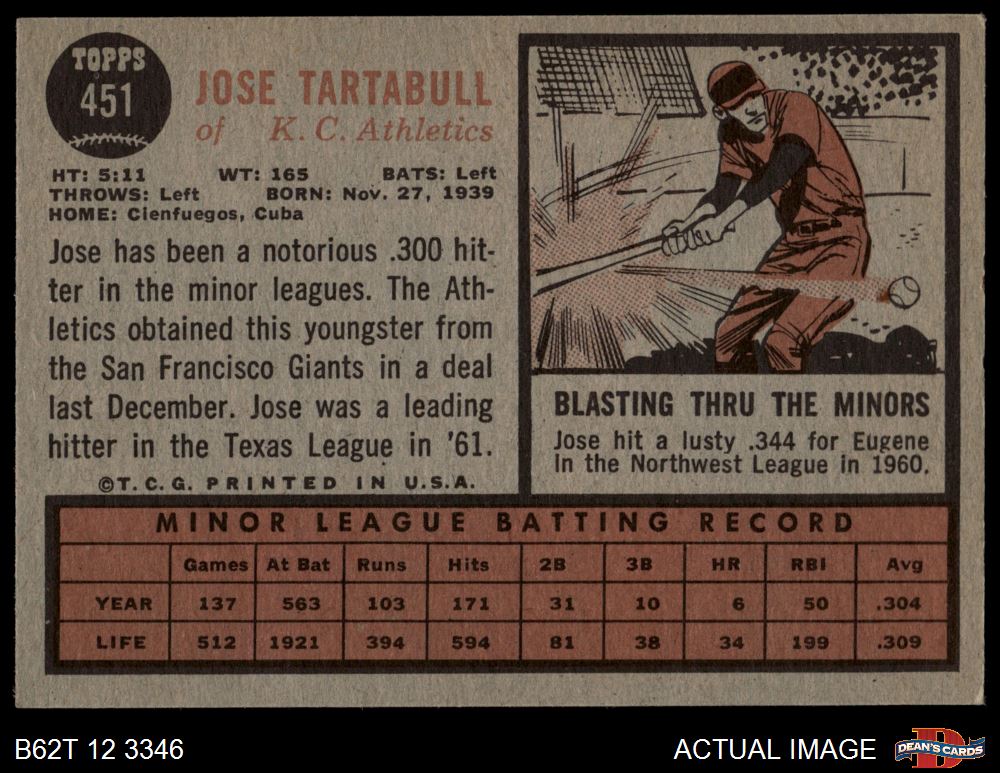 TOPPS
451
JOSE TARTABULL
of K. C. Athletics
HT: 5:11 WT: 165 BATS: Left
THROWS: Left BORN: Nov. 27, 1939
HOME: Cienfuegos, Cuba
Jose has been a notorious .300 hit-
ter in the minor leagues. The Ath-
letics obtained this youngster from
the San Francisco Giants in a deal
last December. Jose was a leading
hitter in the Texas League in '61.
©T. C. G. PRINTED IN U.S.A.
BLASTING THRU THE MINORS
Jose hit a lusty .344 for Eugene
in the Northwest League in 1960.
MINOR LEAGUE BATTING RECORD
Games At Bat Runs Hits 2B 3B HR RBI Avg
YEAR 137 563 103 171 31 10 6 50 .304
LIFE 512 1921 394 594 81 38 34 199 .309
B62T 12 3346
ACTUAL IMAGE
D
DEAN'S CARDS